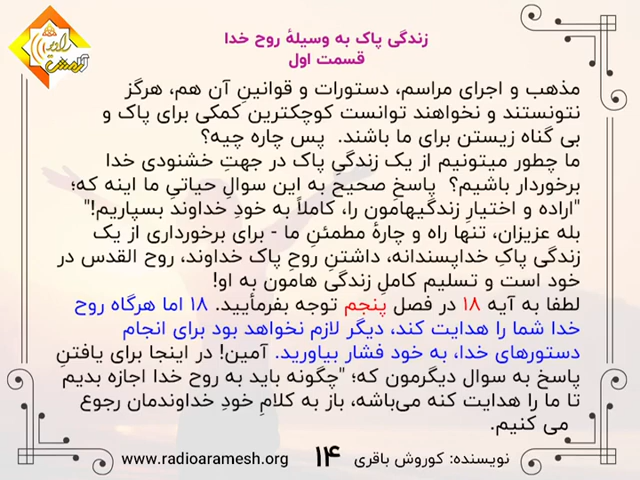 زندگی پاک به وسیلهٔ روح خدا
قسمت اول
رادیو
آرامش
مذهب و اجرای مراسم، دستورات و قوانینِ آن هم، هرگز
نتونستند و نخواهند توانست کوچکترین کمکی برای پاک و
بی گناه زیستن برای ما باشند. پس چاره چیه؟
ما چطور میتونیم از یک زندگیِ پاک در جهتِ خشنودی خدا
برخوردار باشیم؟ پاسخِ صحیح به این سوالِ حیاتیِ ما اینه که؛
"اراده و اختیارِ زندگیهامون را، کاملاً به خودِ خداوند بسپاریم!"
بله عزیزان، تنها راه و چارهٔ مطمئنِ ما - برای برخورداری از یک
زندگی پاکِ خداپسندانه، داشتنِ روحِ پاک خداوند، روح القدس در
خود است و تسلیم کاملِ زندگی هامون به او!
لطفا به آیه ۱۸ در فصل پنجم توجه بفرمأیید. ۱۸ اما هرگاه روح
خدا شما را هدایت کند، دیگر لازم نخواهد بود برای انجام
دستورهای خدا، به خود فشار بیاورید. آمین! در اینجا برای یافتنِ
پاسخ به سوال دیگرمون که؛ "چگونه باید به روح خدا اجازه بدیم
تا ما را هدایت کنه می‌باشه، باز به کلامِ خودِ خداوندمان رجوع
می کنیم.
نویسنده: کوروش باقری ۱۴ www.radioaramesh.org